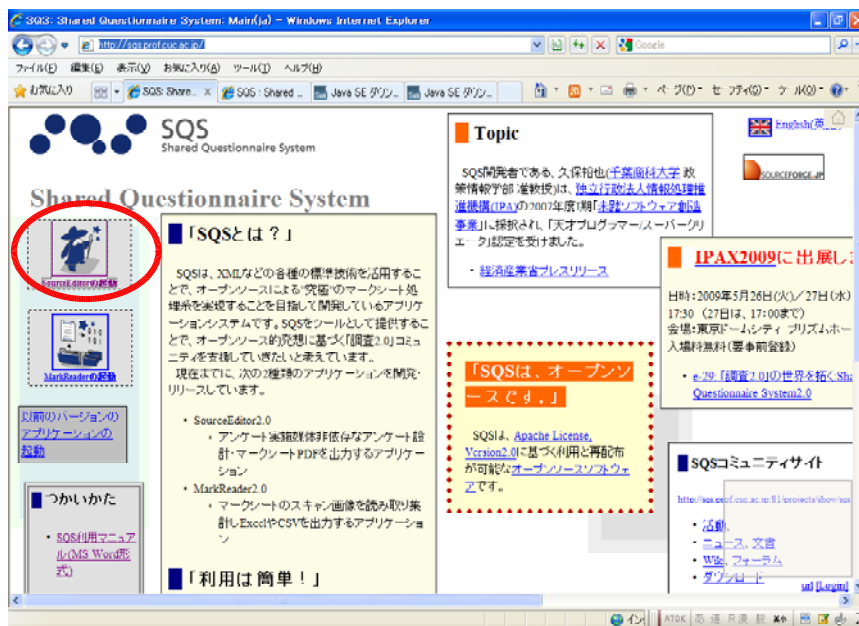 SQS: Shared Questionnaire System: Main(ja) - Windows Internet Explorer
http://sqs.prof.cuc.ac.jp/
Google
ファイル(F) 編集(E) 表示(V) お気に入り(A) ツール(T) ヘルプ(H)
お気に入り
SQS: Share...
SQS : Shared ...
Java SE ダウン...
Java SE ダウン...
ページ(P)
セーフティ(S)
ツール(O)
SQS
Shared Questionnaire System
Shared Questionnaire System
SourceEditorの起動
MarkReaderの起動
以前のバージョンの
アプリケーションの
起動
つかいかた
・ SQS利用マニュア
ル(MS Word形
式)
「SQSとは？」
SQSは、XMLなどの各種の標準技術を活用するこ
とで、オープンソースによる"究極"のマークシート処
理系を実現することを目指して開発しているアプリケ
ーションシステムです。SQSをツールとして提供するこ
とで、オープンソース的発想に基づく「調査2.0」コミュ
ニティを支援していきたいと考えています。
現在までに、次の2種類のアプリケーションを開発・
リリースしています。
・ SourceEditor2.0
・ アンケート実施媒体非依存なアンケート設
計・マークシートPDFを出力するアプリケー
ション
・ MarkReader2.0
・ マークシートのスキャン画像を読み取り集
計しExcelやCSVを出力するアプリケーショ
ン
「利用は簡単！」
Topic
SQS開発者である、久保裕也(千葉商科大学 政
策情報学部 准教授)は、独立行政法人情報処理推
進機構(IPA)の2007年度I期「未踏ソフトウェア創造
事業」に採択され、「天才プログラマー/スーパークリ
エータ」認定を受けました。
・ 経済産業省プレスリリース
「SQSは、オープンソ
ースです。」
SQSは、Apache License,
Version2.0に基づく利用と再配布
が可能なオープンソースソフトウェ
アです。
English(英
SOURCEFORGE.JP
IPAX2009に出展し
日時：2009年5月26日(火)／27日(水)
17:30 (27日は、17:00まで)
会場：東京ドームシティ プリズムホー
入場料無料(要事前登録)
・ e-29: 「調査2.0」の世界を拓くSha
Questionnaire System2.0
SQSコミュニティサイト
http://sqs.prof.cuc.ac.jp:81/projects/show/sqs
・ 活動、
・ ニュース、文書
・ Wiki、フォーラム
・ ダウンロード
url [Login]
ATOK